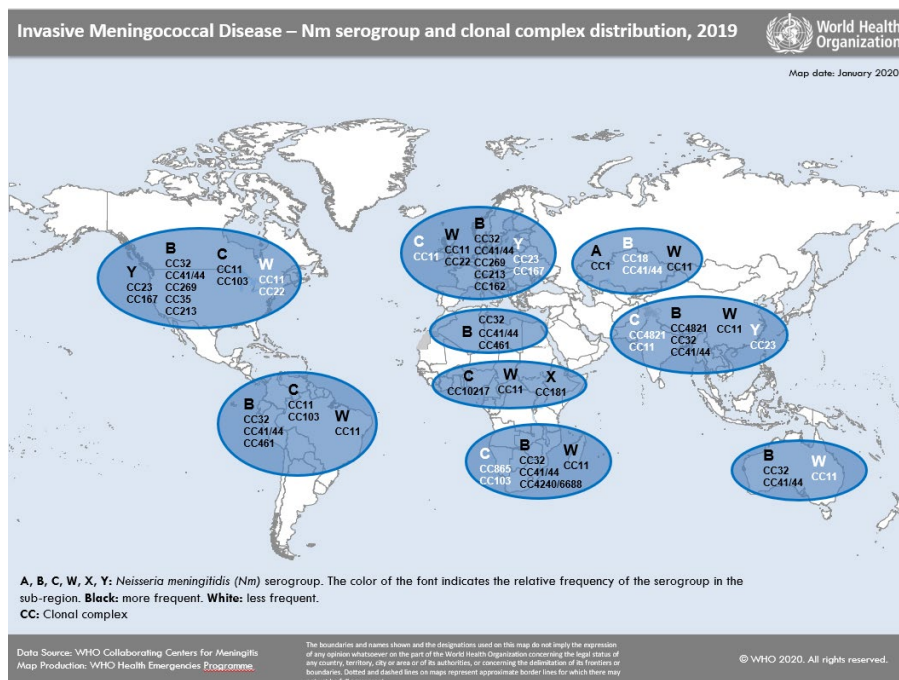 Invasive Meningococcal Disease – Nm serogroup and clonal complex distribution, 2019
World Health
Organization
Map date: January 2020
Y
CC23
CC167
B
CC32
CC41/44
CC269
CC35
CC213
C
CC11
CC103
W
CC11
CC22
C
CC11
W
CC11
CC22
B
CC32
CC41/44
CC269
CC213
CC162
Y
CC23
CC167
A
CC1
B
CC18
CC41/44
W
CC11
B
CC32
CC41/44
CC461
C
CC4821
CC11
B
CC4821
CC32
CC41/44
W
CC11
Y
CC23
C
CC10217
W
CC11
X
CC181
B
CC32
CC41/44
CC461
C
CC11
CC103
W
CC11
C
CC865
CC103
B
CC32
CC41/44
CC4240/6688
W
CC11
B
CC32
CC41/44
W
CC11
A, B, C, W, X, Y: Neisseria meningitidis (Nm) serogroup. The color of the font indicates the relative frequency of the serogroup in the
sub-region. Black: more frequent. White: less frequent.
CC: Clonal complex
Data Source: WHO Collaborating Centers for Meningitis
Map Production: WHO Health Emergencies Programme
The boundaries and names shown and the designations used on this map do not imply the expression
of any opinion whatsoever on the part of the World Health Organization concerning the legal status of
any country, territory, city or area or of its authorities, or concerning the delimitation of its frontiers or
boundaries. Dotted and dashed lines on maps represent approximate border lines for which there may
© WHO 2020. All rights reserved.